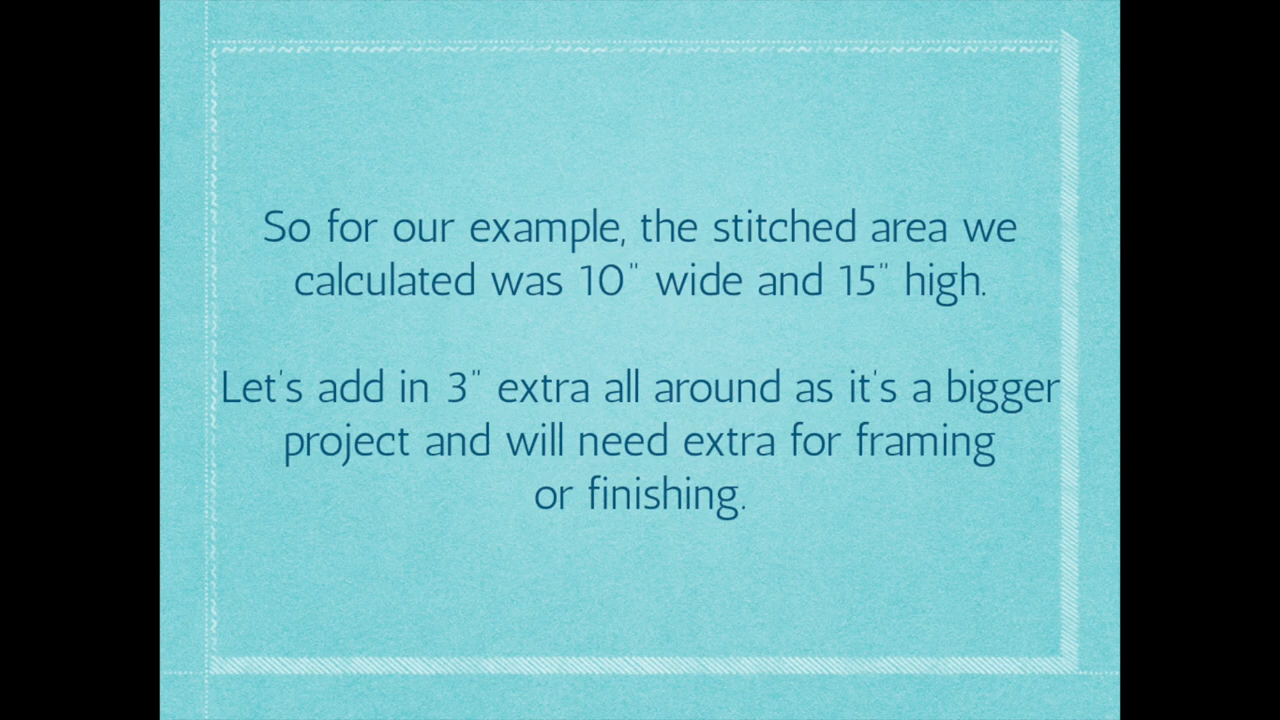 So for our example, the stitched area we
calculated was 10" wide and 15" high.
Let's add in 3" extra all around as it's a bigger
project and will need extra for framing
or finishing.